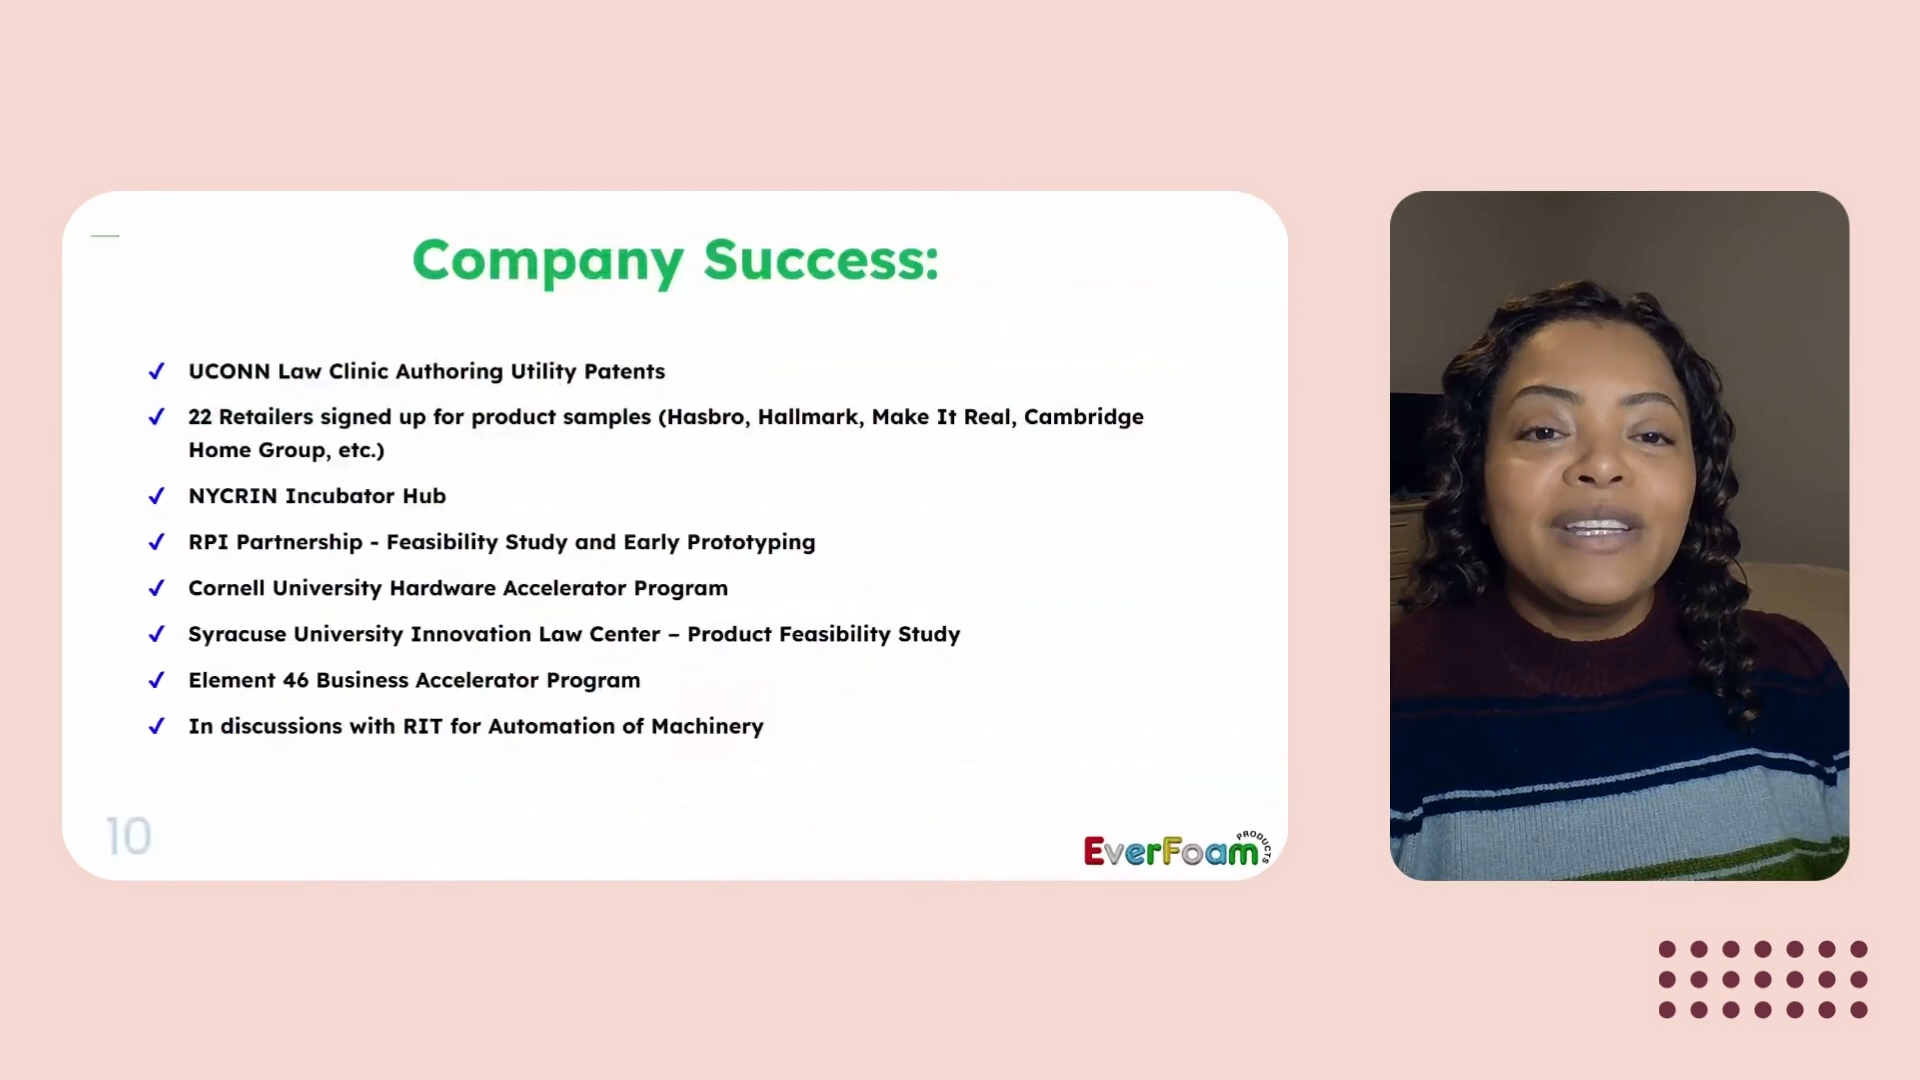 Company Success:
✓ UCONN Law Clinic Authoring Utility Patents
✓ 22 Retailers signed up for product samples (Hasbro, Hallmark, Make It Real, Cambridge
Home Group, etc.)
✓ NYCRIN Incubator Hub
✓ RPI Partnership - Feasibility Study and Early Prototyping
✓ Cornell University Hardware Accelerator Program
✓ Syracuse University Innovation Law Center – Product Feasibility Study
✓ Element 46 Business Accelerator Program
✓ In discussions with RIT for Automation of Machinery
10
EverFoam PRODUCTS